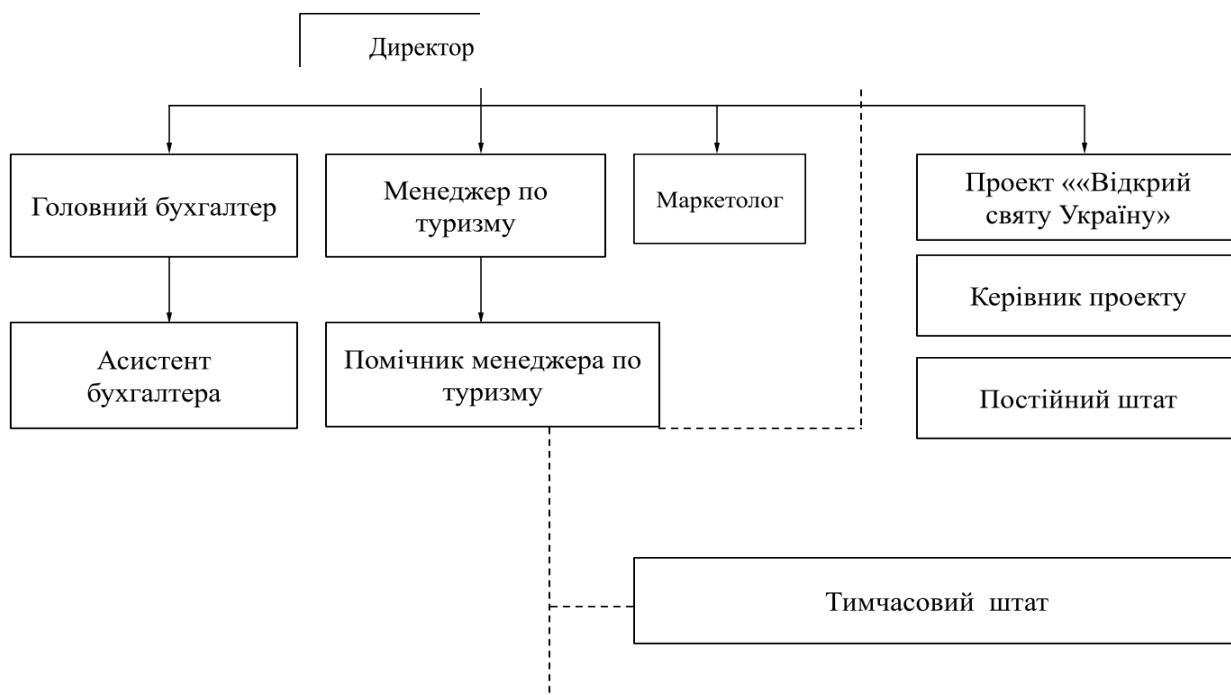 Директор
Головний бухгалтер
Менеджер по
туризму
Маркетолог
Проект ««Відкрий
святу Україну»
Керівник проекту
Асистент
бухгалтера
Помічник менеджера по
туризму
Постійний штат
Тимчасовий штат